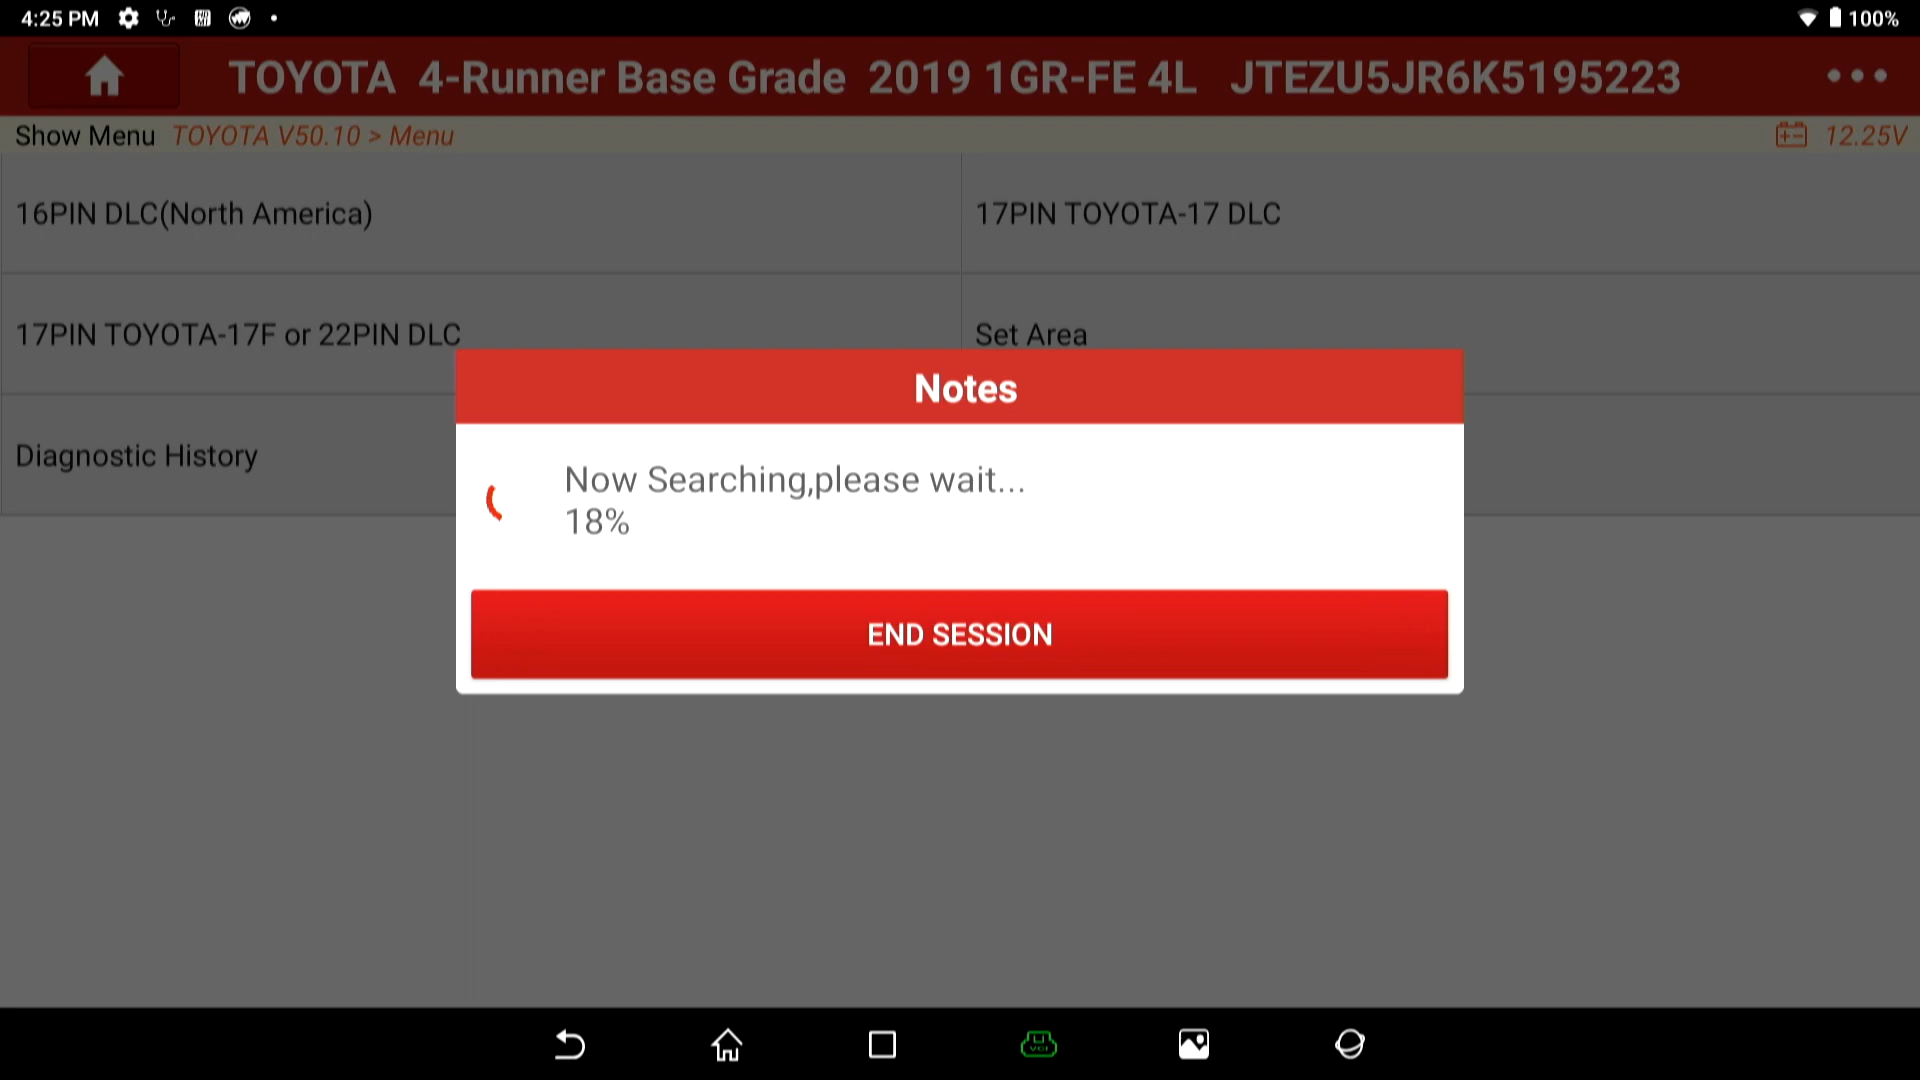 4:25 PM
100%
TOYOTA 4-Runner Base Grade 2019 1GR-FE 4L JTEZU5JR6K5195223
Show Menu TOYOTA V50.10 > Menu
12.25V
16PIN DLC(North America)
17PIN TOYOTA-17 DLC
17PIN TOYOTA-17F or 22PIN DLC
Set Area
Diagnostic History
Notes
Now Searching,please wait...
18%
END SESSION
VCI